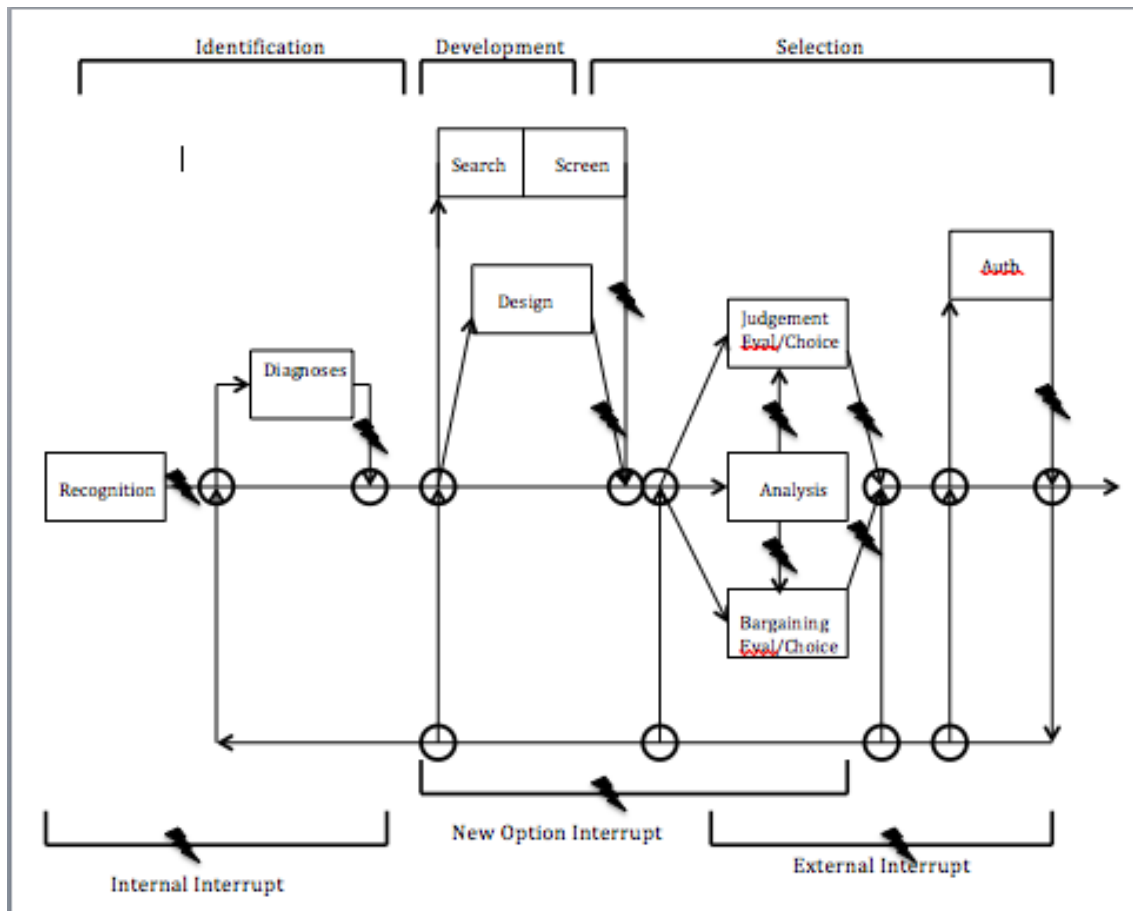 Identification
Development
Selection
Search
Screen
Auth.
Design
Judgement
Eval/Choice
Diagnoses
Recognition
Analysis
Bargaining
Eval/Choice
New Option Interrupt
External Interrupt
Internal Interrupt